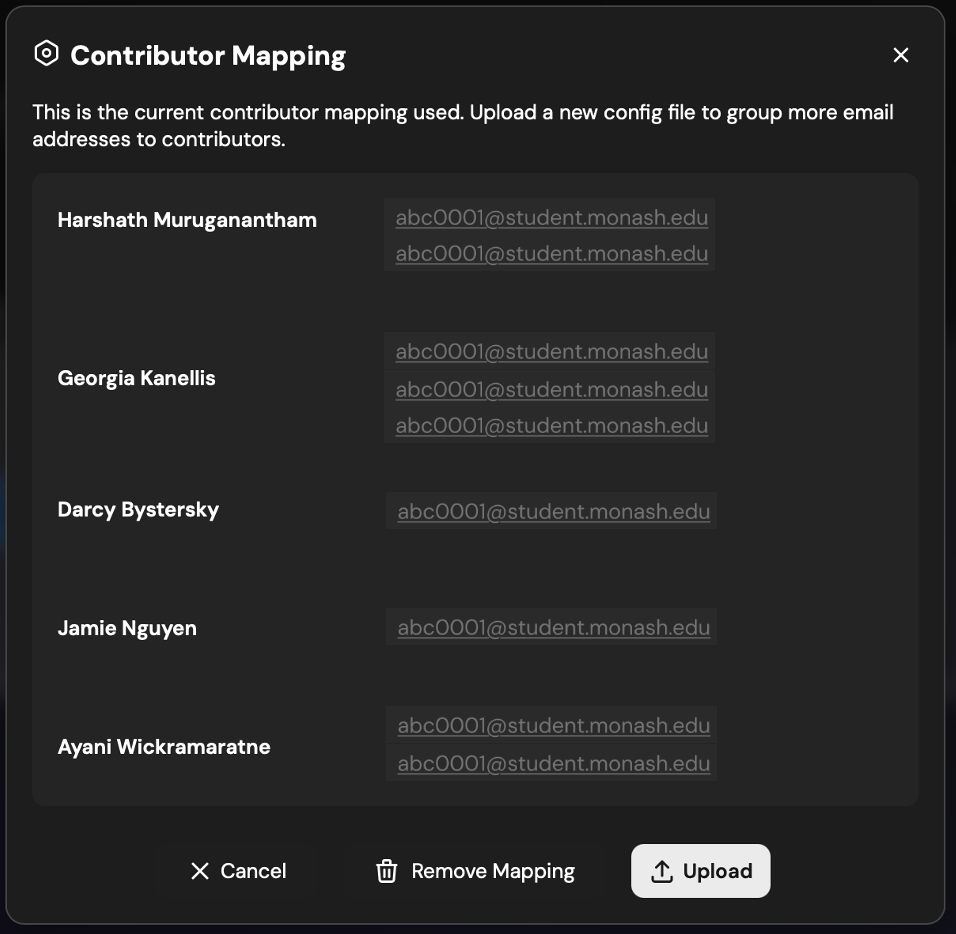 Contributor Mapping
This is the current contributor mapping used. Upload a new config file to group more email
addresses to contributors.
Harshath Muruganantham
abc0001@student.monash.edu
abc0001@student.monash.edu
Georgia Kanellis
abc0001@student.monash.edu
abc0001@student.monash.edu
abc0001@student.monash.edu
Darcy Bystersky
abc0001@student.monash.edu
Jamie Nguyen
abc0001@student.monash.edu
Ayani Wickramaratne
abc0001@student.monash.edu
abc0001@student.monash.edu
Cancel
Remove Mapping
Upload